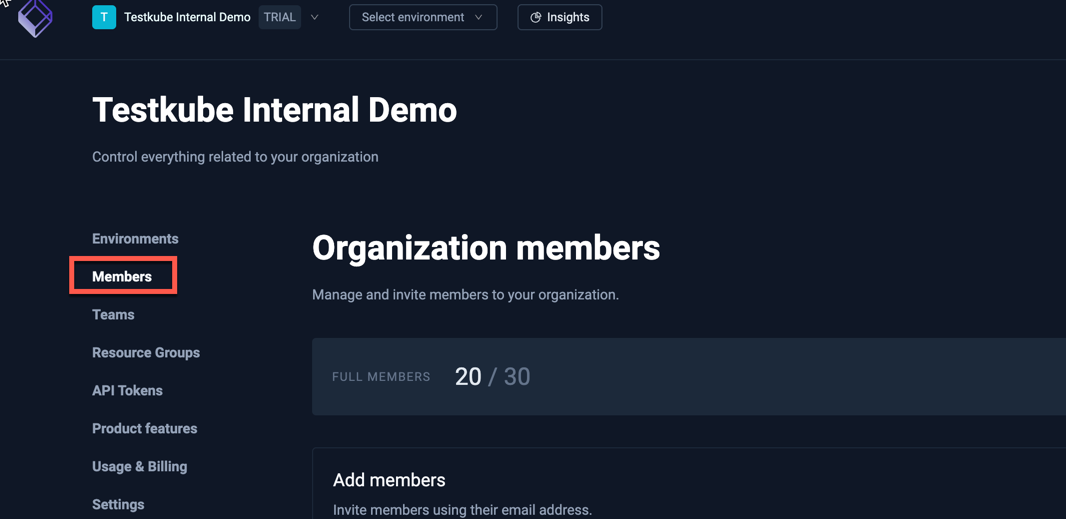 T Testkube Internal Demo TRIAL Select environment Insights
Testkube Internal Demo
Control everything related to your organization
Environments
Members
Teams
Resource Groups
API Tokens
Product features
Usage & Billing
Settings
Organization members
Manage and invite members to your organization.
FULL MEMBERS 20 / 30
Add members
Invite members using their email address.